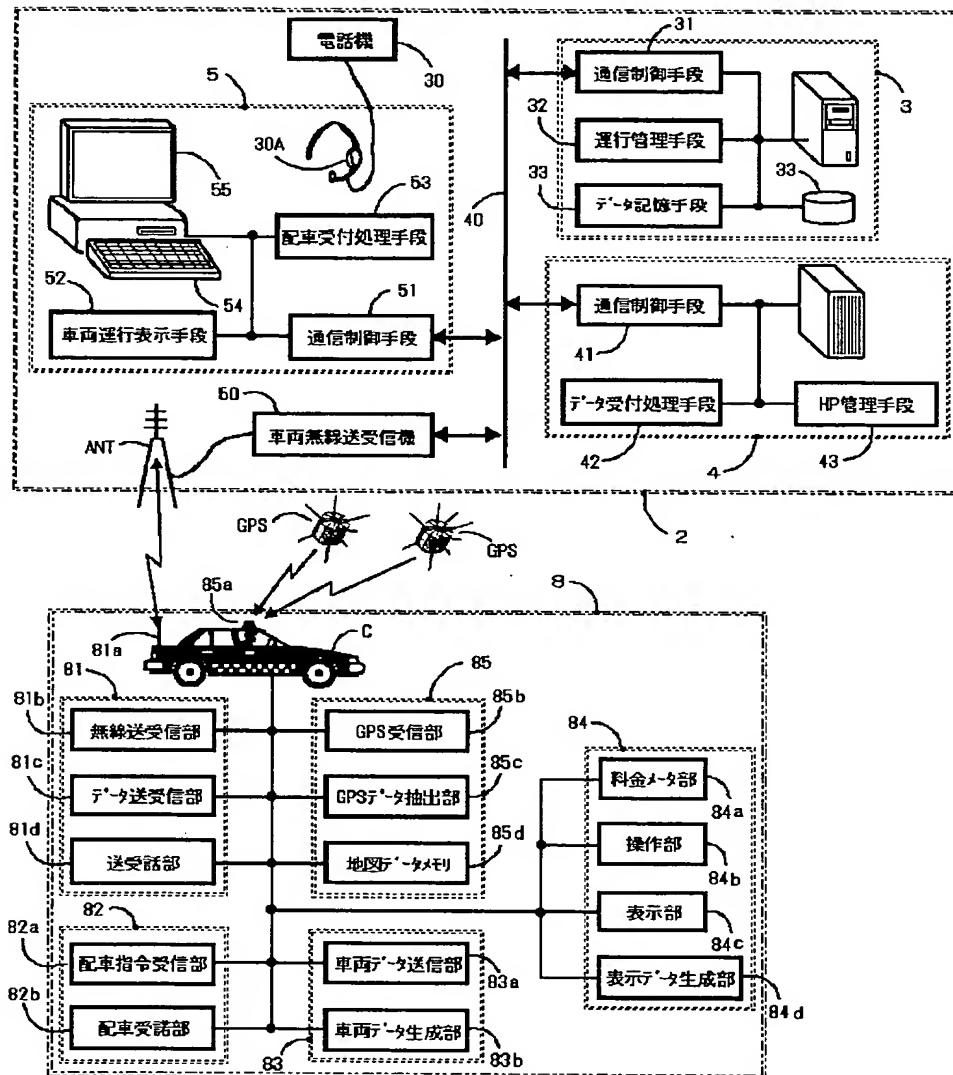 電話機
30
5
30A
55
53
配車受付処理手段
52
54
51
車両運行表示手段
通信制御手段
50
車両無線送受信機
ANT
40
31
通信制御手段
3
32
運行管理手段
33
データ記憶手段
33
通信制御手段
41
データ受付処理手段
HP管理手段
42
4
43
2
GPS
GPS
8
85a
81a
C
81
85
81b
無線送受信部
GPS受信部
85b
81c
データ送受信部
GPSデータ抽出部
85c
81d
送受話部
地図データメモリ
85d
84
料金メータ部
84a
操作部
84b
表示部
84c
表示データ生成部
84d
82
82a
配車指令受信部
車両データ送信部
83a
82b
配車受諾部
車両データ生成部
83
83b